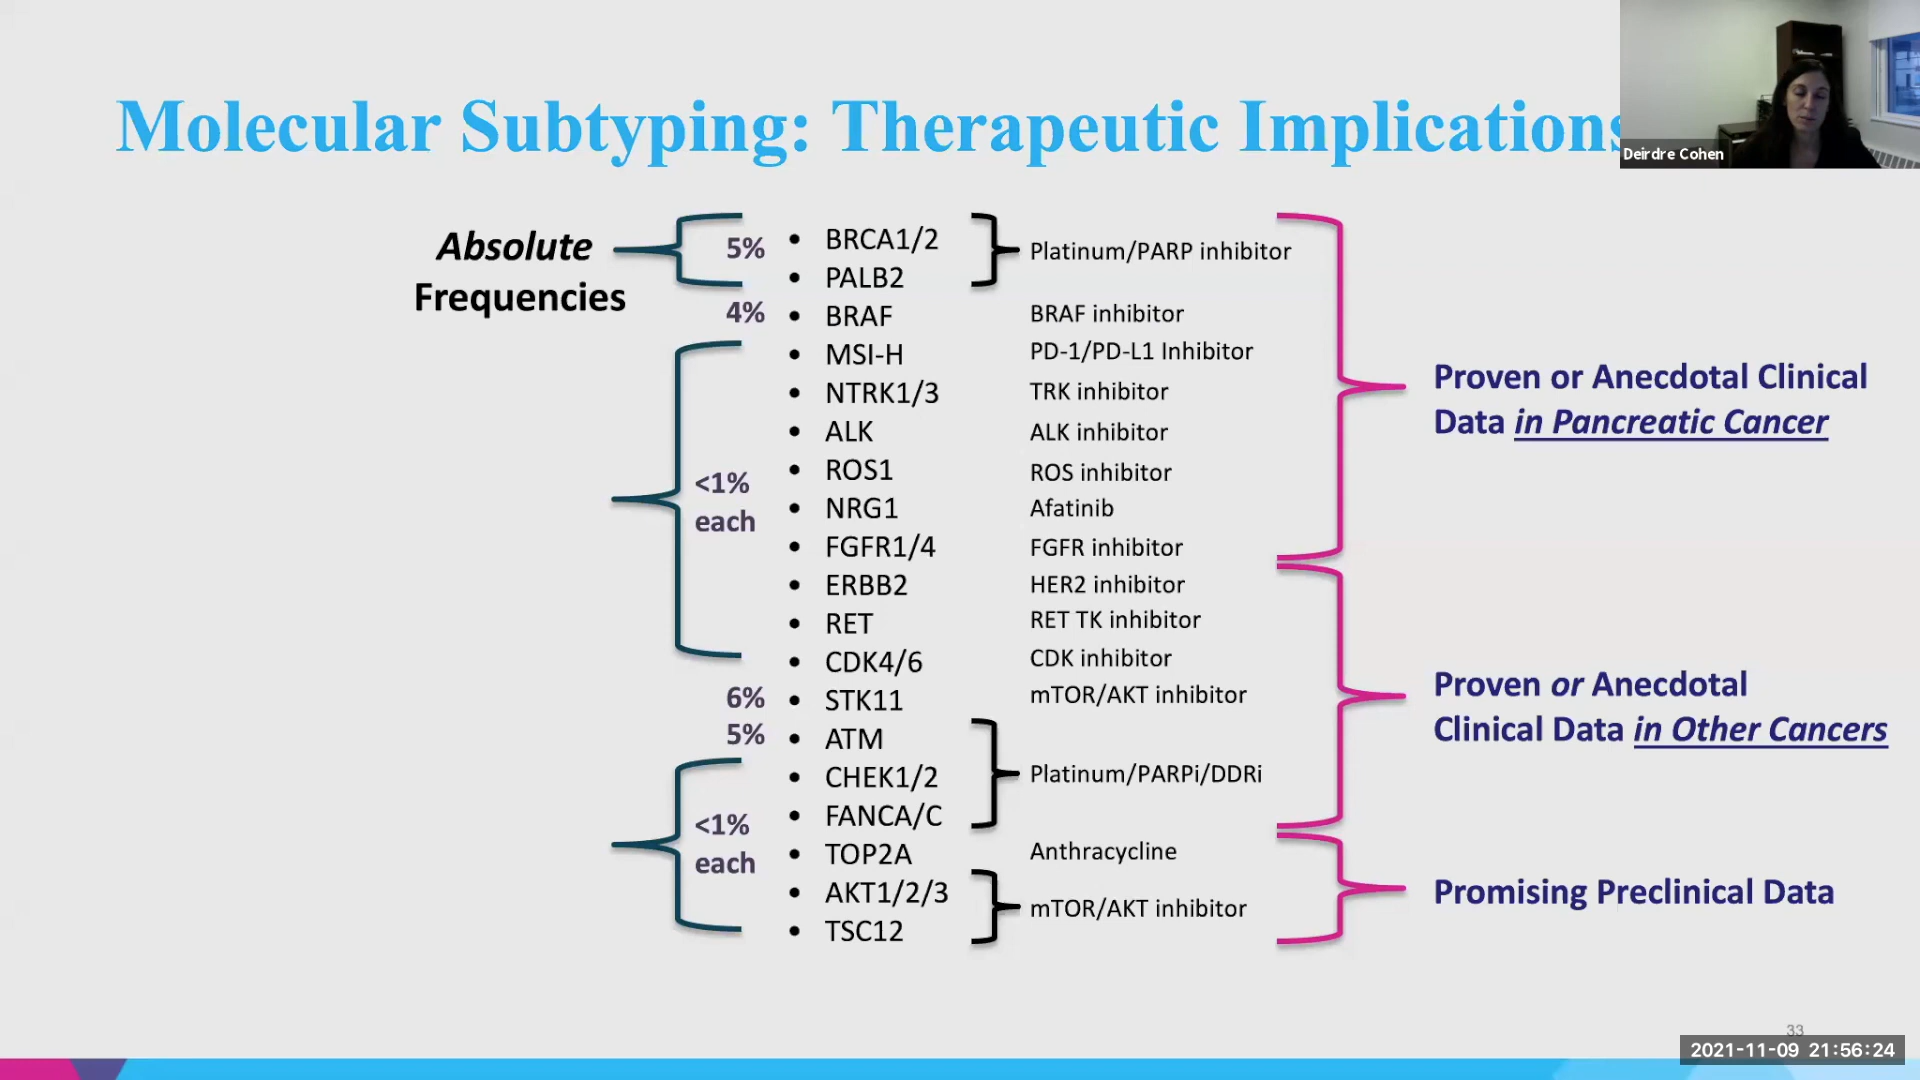 Molecular Subtyping: Therapeutic Implications
Deirdre Cohen
Absolute
Frequencies
5%
• BRCA1/2
• PALB2
Platinum/PARP inhibitor
4%
• BRAF
BRAF inhibitor
• MSI-H
PD-1/PD-L1 Inhibitor
• NTRK1/3
TRK inhibitor
• ALK
ALK inhibitor
• ROS1
ROS inhibitor
<1%
each
• NRG1
Afatinib
• FGFR1/4
FGFR inhibitor
• ERBB2
HER2 inhibitor
• RET
RET TK inhibitor
• CDK4/6
CDK inhibitor
6%
• STK11
mTOR/AKT inhibitor
5%
• ATM
• CHEK1/2
• FANCA/C
Platinum/PARPi/DDRi
<1%
each
• TOP2A
Anthracycline
• AKT1/2/3
• TSC12
mTOR/AKT inhibitor
Proven or Anecdotal Clinical
Data in Pancreatic Cancer
Proven or Anecdotal
Clinical Data in Other Cancers
Promising Preclinical Data
33
2021-11-09 21:56:24